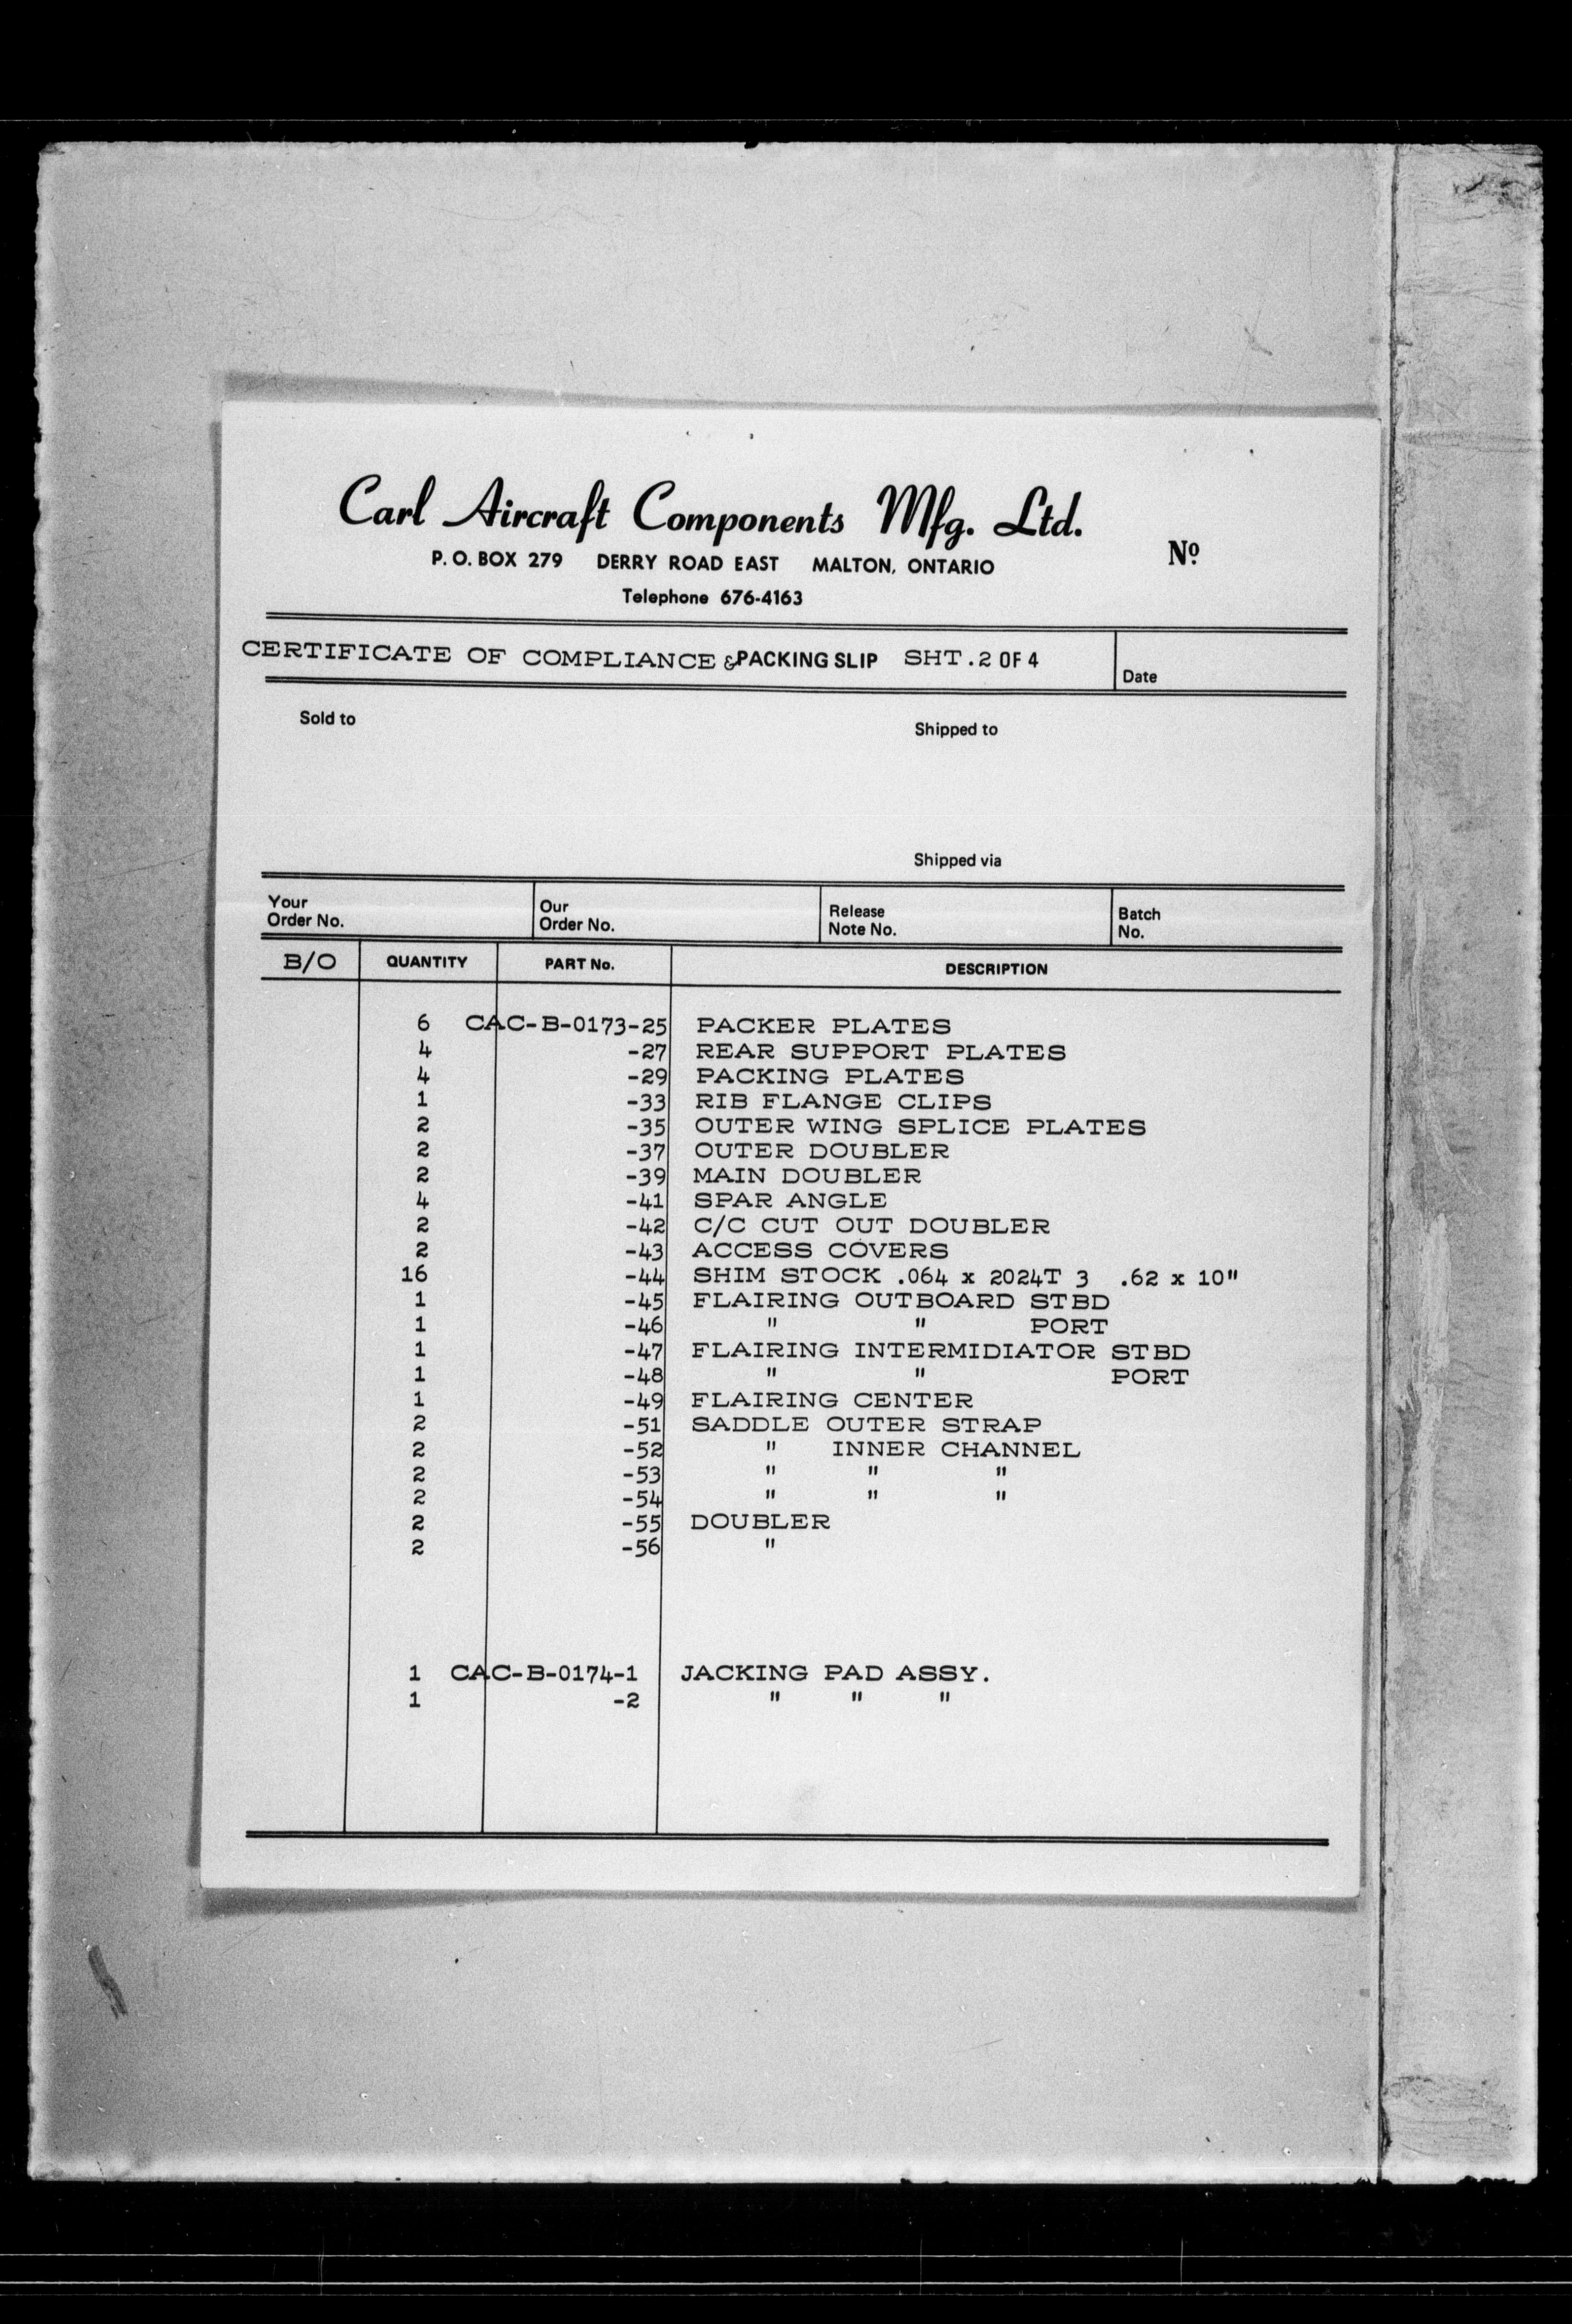 Carl Aircraft Components Mfg. Ltd.
P. O. BOX 279 DERRY ROAD EAST MALTON, ONTARIO
Nº
Telephone 676-4163
CERTIFICATE OF COMPLIANCE & PACKING SLIP SHT. 2 OF 4
Date
Sold to
Shipped to
Shipped via
Your Order No.
Our Order No.
Release Note No.
Batch No.
B/O QUANTITY PART No. DESCRIPTION
6 CAC-B-0173-25 PACKER PLATES
4 -27 REAR SUPPORT PLATES
4 -29 PACKING PLATES
1 -33 RIB FLANGE CLIPS
2 -35 OUTER WING SPLICE PLATES
2 -37 OUTER DOUBLER
2 -39 MAIN DOUBLER
4 -41 SPAR ANGLE
2 -42 C/C CUT OUT DOUBLER
2 -43 ACCESS COVERS
16 -44 SHIM STOCK .064 x 2024T 3 .62 x 10"
1 -45 FLAIRING OUTBOARD STBD
1 -46 " " PORT
1 -47 FLAIRING INTERMIDIATOR STBD
1 -48 " " PORT
1 -49 FLAIRING CENTER
2 -51 SADDLE OUTER STRAP
2 -52 " INNER CHANNEL
2 -53 " " "
2 -54 " " "
2 -55 DOUBLER
2 -56 "
1 CAC-B-0174-1 JACKING PAD ASSY.
1 -2 " " "